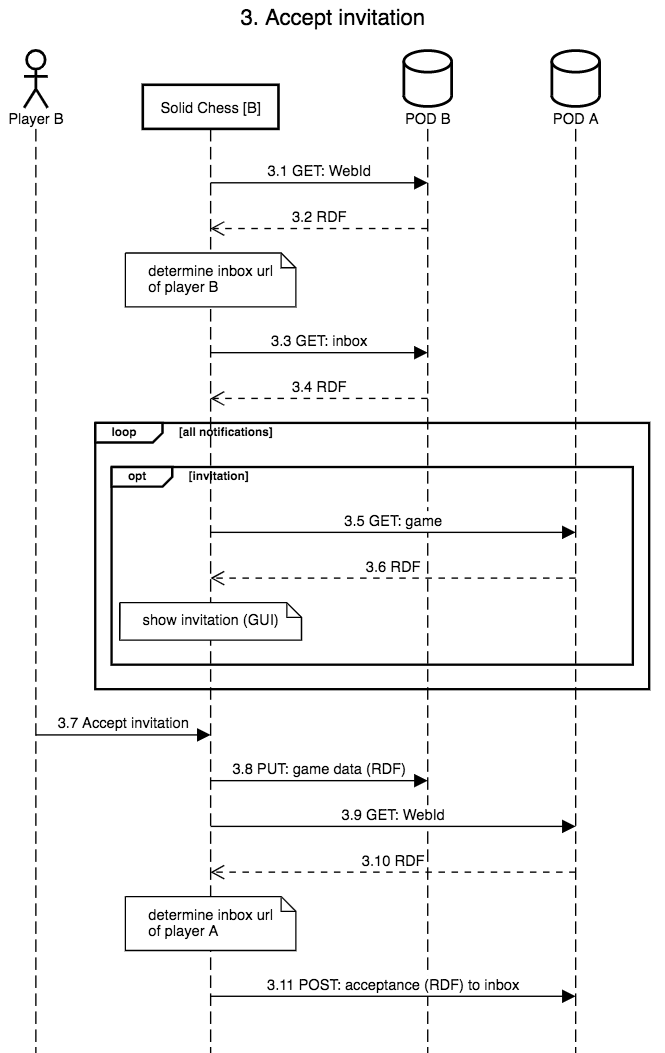 3. Accept invitation
Player B
Solid Chess [B]
POD B
POD A
3.1 GET: WebId
3.2 RDF
determine inbox url
of player B
3.3 GET: inbox
3.4 RDF
loop
[all notifications]
opt
[invitation]
3.5 GET: game
3.6 RDF
show invitation (GUI)
3.7 Accept invitation
3.8 PUT: game data (RDF)
3.9 GET: WebId
3.10 RDF
determine inbox url
of player A
3.11 POST: acceptance (RDF) to inbox